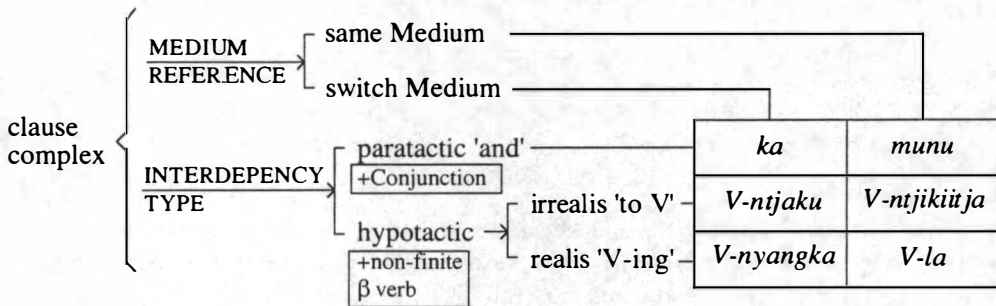 clause
complex
MEDIUM
REFERENCE
same Medium
switch Medium
INTERDEPENCY
TYPE
paratactic 'and'
+Conjunction
hypotactic
+non-finite
β verb
irrealis 'to V'
realis 'V-ing'
ka munu
V-ntjaku V-ntjikiitja
V-nyangka V-la